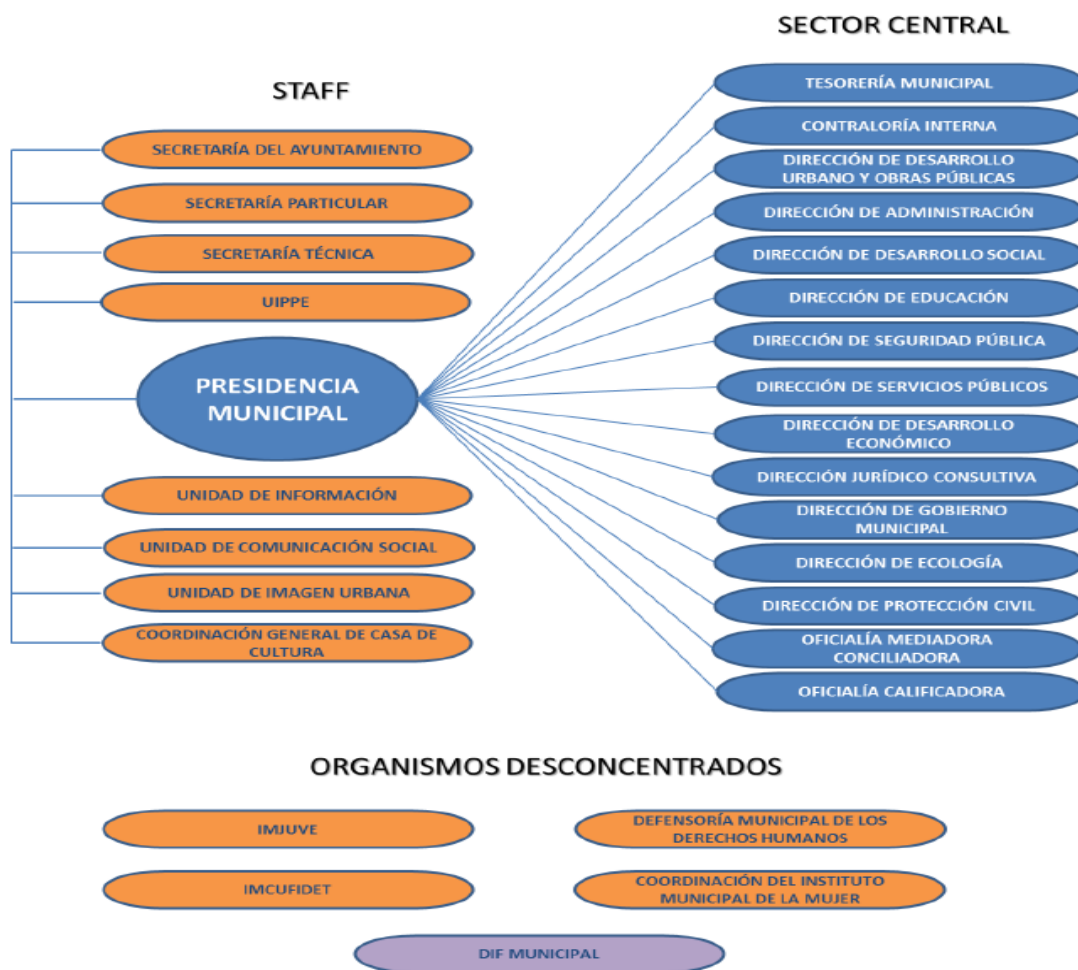 STAFF
SECRETARÍA DEL AYUNTAMIENTO
SECRETARÍA PARTICULAR
SECRETARÍA TÉCNICA
UIPPE
PRESIDENCIA
MUNICIPAL
UNIDAD DE INFORMACIÓN
UNIDAD DE COMUNICACIÓN SOCIAL
UNIDAD DE IMAGEN URBANA
COORDINACIÓN GENERAL DE CASA DE
CULTURA
SECTOR CENTRAL
TESORERÍA MUNICIPAL
CONTRALORÍA INTERNA
DIRECCIÓN DE DESARROLLO
URBANO Y OBRAS PÚBLICAS
DIRECCIÓN DE ADMINISTRACIÓN
DIRECCIÓN DE DESARROLLO SOCIAL
DIRECCIÓN DE EDUCACIÓN
DIRECCIÓN DE SEGURIDAD PÚBLICA
DIRECCIÓN DE SERVICIOS PÚBLICOS
DIRECCIÓN DE DESARROLLO
ECONÓMICO
DIRECCIÓN JURÍDICO CONSULTIVA
DIRECCIÓN DE GOBIERNO
MUNICIPAL
DIRECCIÓN DE ECOLOGÍA
DIRECCIÓN DE PROTECCIÓN CIVIL
OFICIALÍA MEDIADORA
CONCILIADORA
OFICIALÍA CALIFICADORA
ORGANISMOS DESCONCENTRADOS
IMJUVE
DEFENSORÍA MUNICIPAL DE LOS
DERECHOS HUMANOS
IMCUFIDET
COORDINACIÓN DEL INSTITUTO
MUNICIPAL DE LA MUJER
DIF MUNICIPAL